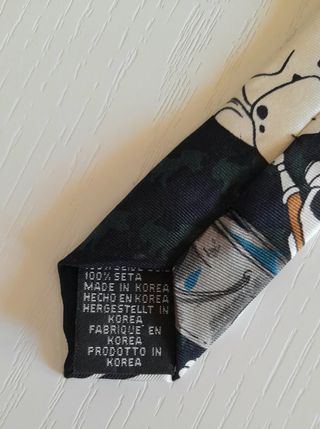 100% SETA
MADE IN KOREA
HECHO EN KOREA
HERGESTELLT IN
KOREA
FABRIQUE' EN
KOREA
PRODOTTO IN
KOREA